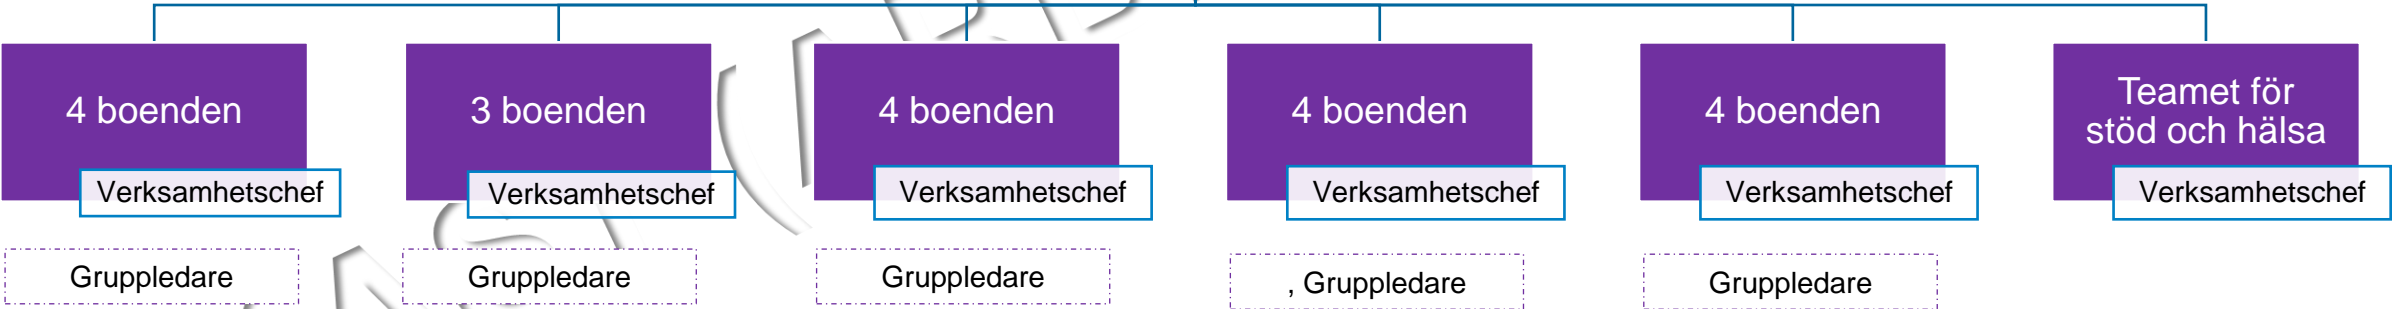 4 boenden
Verksamhetschef
Gruppledare
3 boenden
Verksamhetschef
Gruppledare
4 boenden
Verksamhetschef
Gruppledare
4 boenden
Verksamhetschef
, Gruppledare
4 boenden
Verksamhetschef
Gruppledare
Teamet för
stöd och hälsa
Verksamhetschef